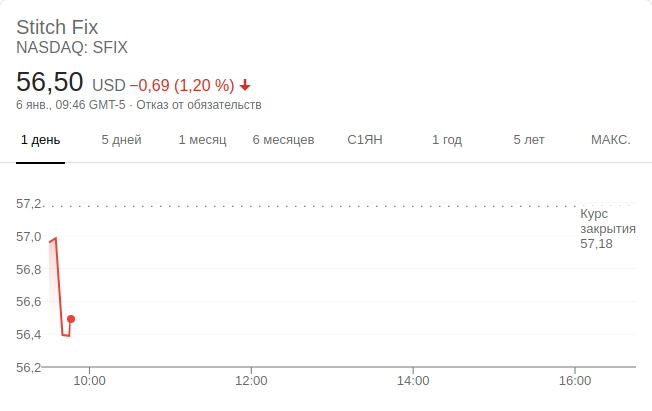 Stitch Fix
NASDAQ: SFIX
56,50 USD −0,69 (1,20 %)
6 янв., 09:46 GMT-5 · Отказ от обязательств
1 день 5 дней 1 месяц 6 месяцев С1ЯН 1 год 5 лет МАКС.
57,2
Курс
закрытия
57,0
57,18
56,8
56,6
56,4
56,2
10:00 12:00 14:00 16:00